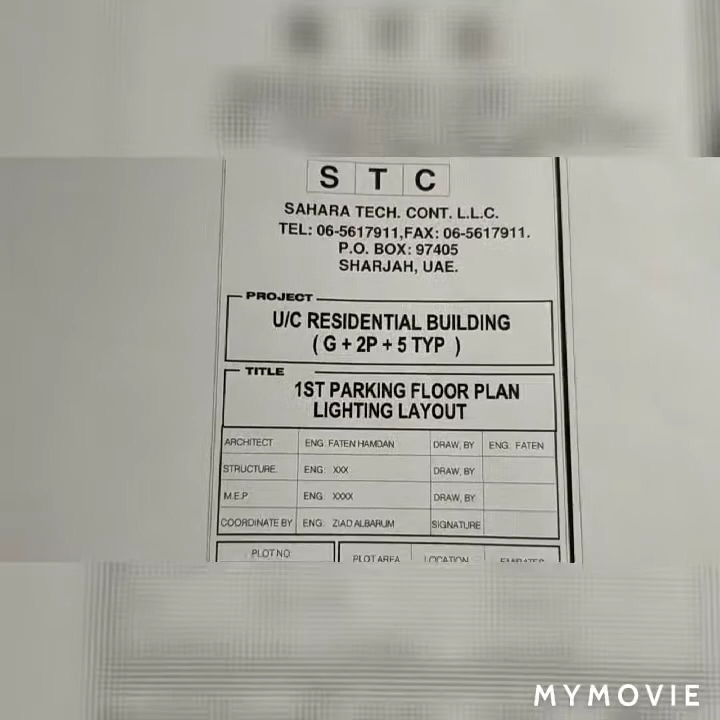 S T C
SAHARA TECH. CONT. L.L.C.
TEL: 06-5617911,FAX: 06-5617911.
P.O. BOX: 97405
SHARJAH, UAE.
PROJECT
U/C RESIDENTIAL BUILDING
( G + 2P + 5 TYP )
TITLE
1ST PARKING FLOOR PLAN
LIGHTING LAYOUT
ARCHITECT ENG. FATEN HAMDAN DRAW, BY ENG. FATEN
STRUCTURE. ENG: XXX DRAW, BY
M.E.P ENG: XXXX DRAW, BY
COORDINATE BY ENG: ZIAD ALBARUM SIGNATURE
PLOT NO PLOT AREA LOCATION EMIRATES
MYMOVIE